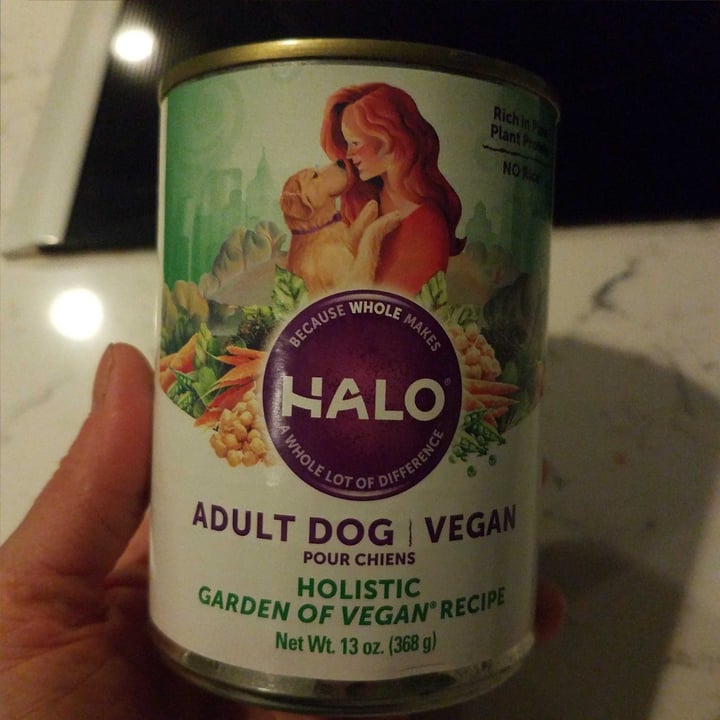 Rich in
Plant
NO
BECAUSE WHOLE MAKES
HALO®
A WHOLE LOT OF DIFFERENCE
ADULT DOG | VEGAN
POUR CHIENS
HOLISTIC
GARDEN OF VEGAN® RECIPE
Net Wt. 13 oz. (368 g)